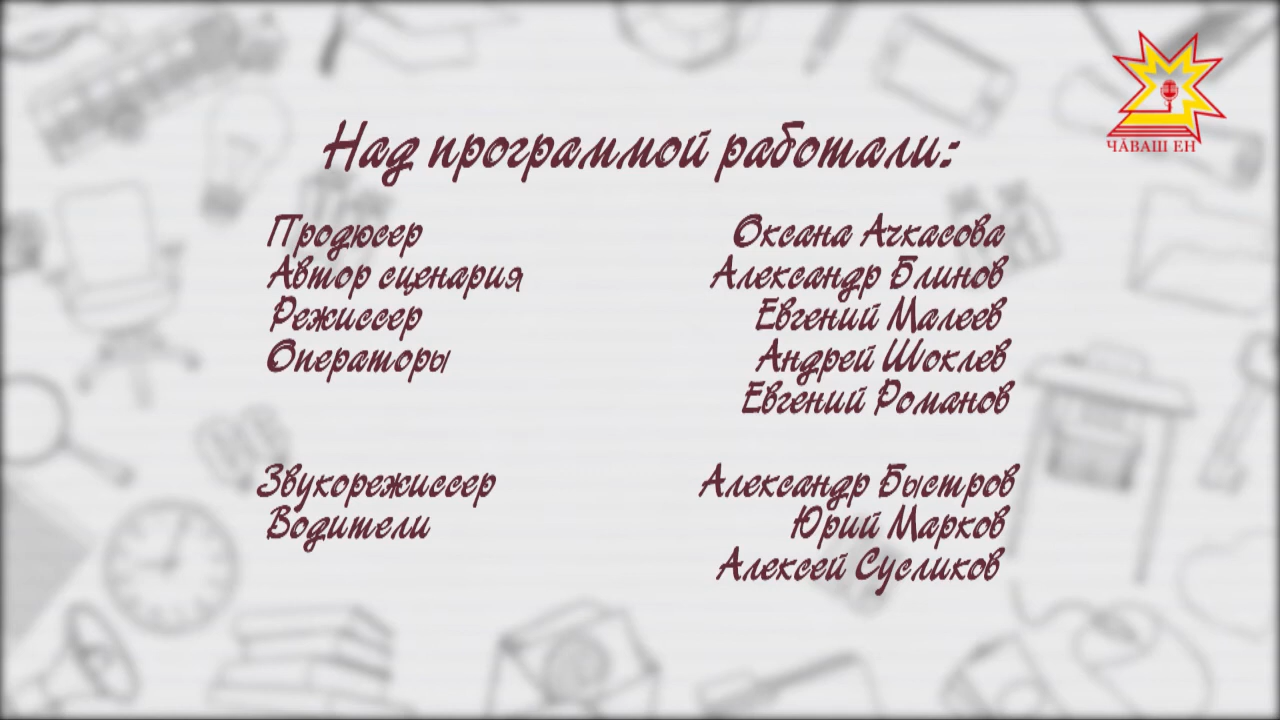 ЧӐВАШ ЕН
Над программой работали:
Продюсер Оксана Ачкасова
Автор сценария Александр Блинов
Режиссер Евгений Малеев
Операторы Андрей Шоклев
Евгений Романов
Звукорежиссер Александр Быстров
Водители Юрий Марков
Алексей Сусликов